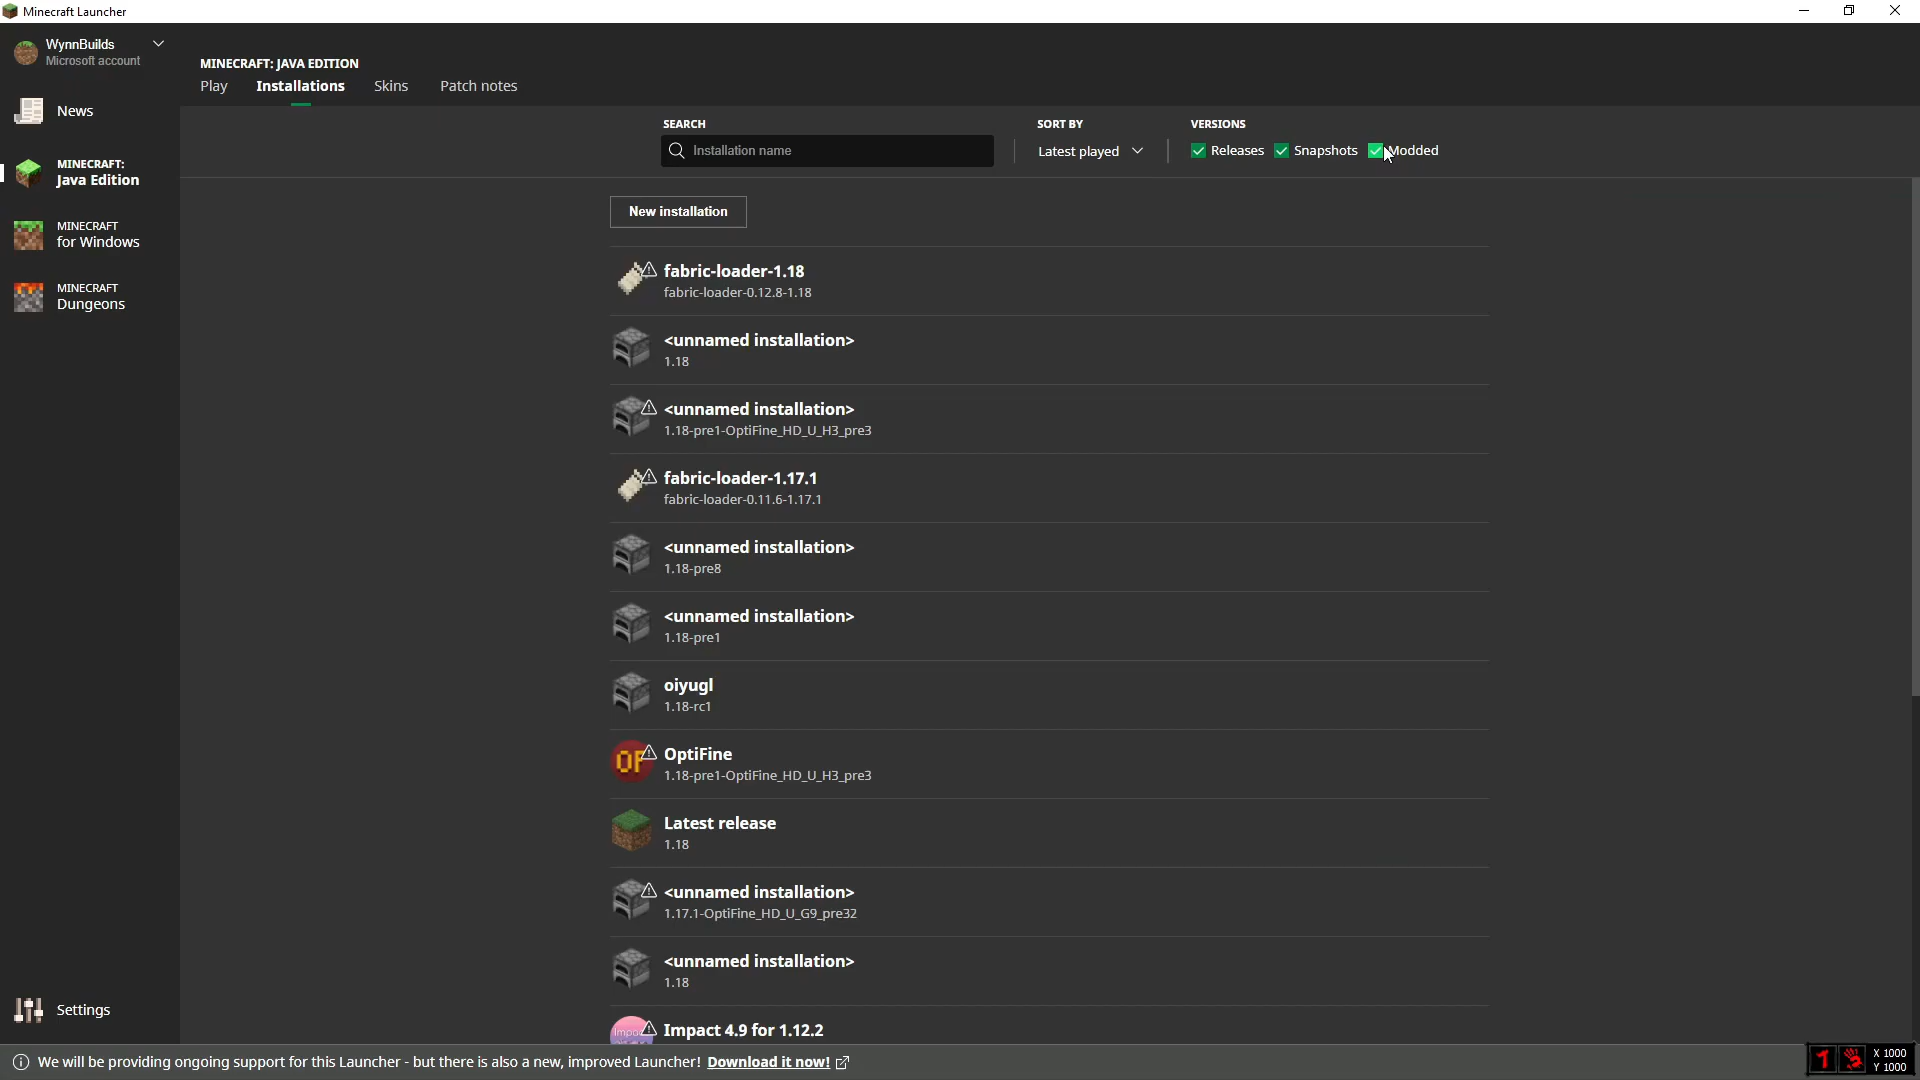 Minecraft Launcher
WynnBuilds
Microsoft account
News
MINECRAFT:
Java Edition
MINECRAFT
for Windows
MINECRAFT
Dungeons
Settings
MINECRAFT: JAVA EDITION
Play Installations Skins Patch notes
SEARCH
Installation name
SORT BY
Latest played
VERSIONS
Releases Snapshots Modded
New installation
fabric-loader-1.18
fabric-loader-0.12.8-1.18
<unnamed installation>
1.18
<unnamed installation>
1.18-pre1-OptiFine_HD_U_H3_pre3
fabric-loader-1.17.1
fabric-loader-0.11.6-1.17.1
<unnamed installation>
1.18-pre8
<unnamed installation>
1.18-pre1
oiyugl
1.18-rc1
OF
OptiFine
1.18-pre1-OptiFine_HD_U_H3_pre3
Latest release
1.18
<unnamed installation>
1.17.1-OptiFine_HD_U_G9_pre32
<unnamed installation>
1.18
Impact 4.9 for 1.12.2
We will be providing ongoing support for this Launcher - but there is also a new, improved Launcher! Download it now!
X 1000
Y 1000